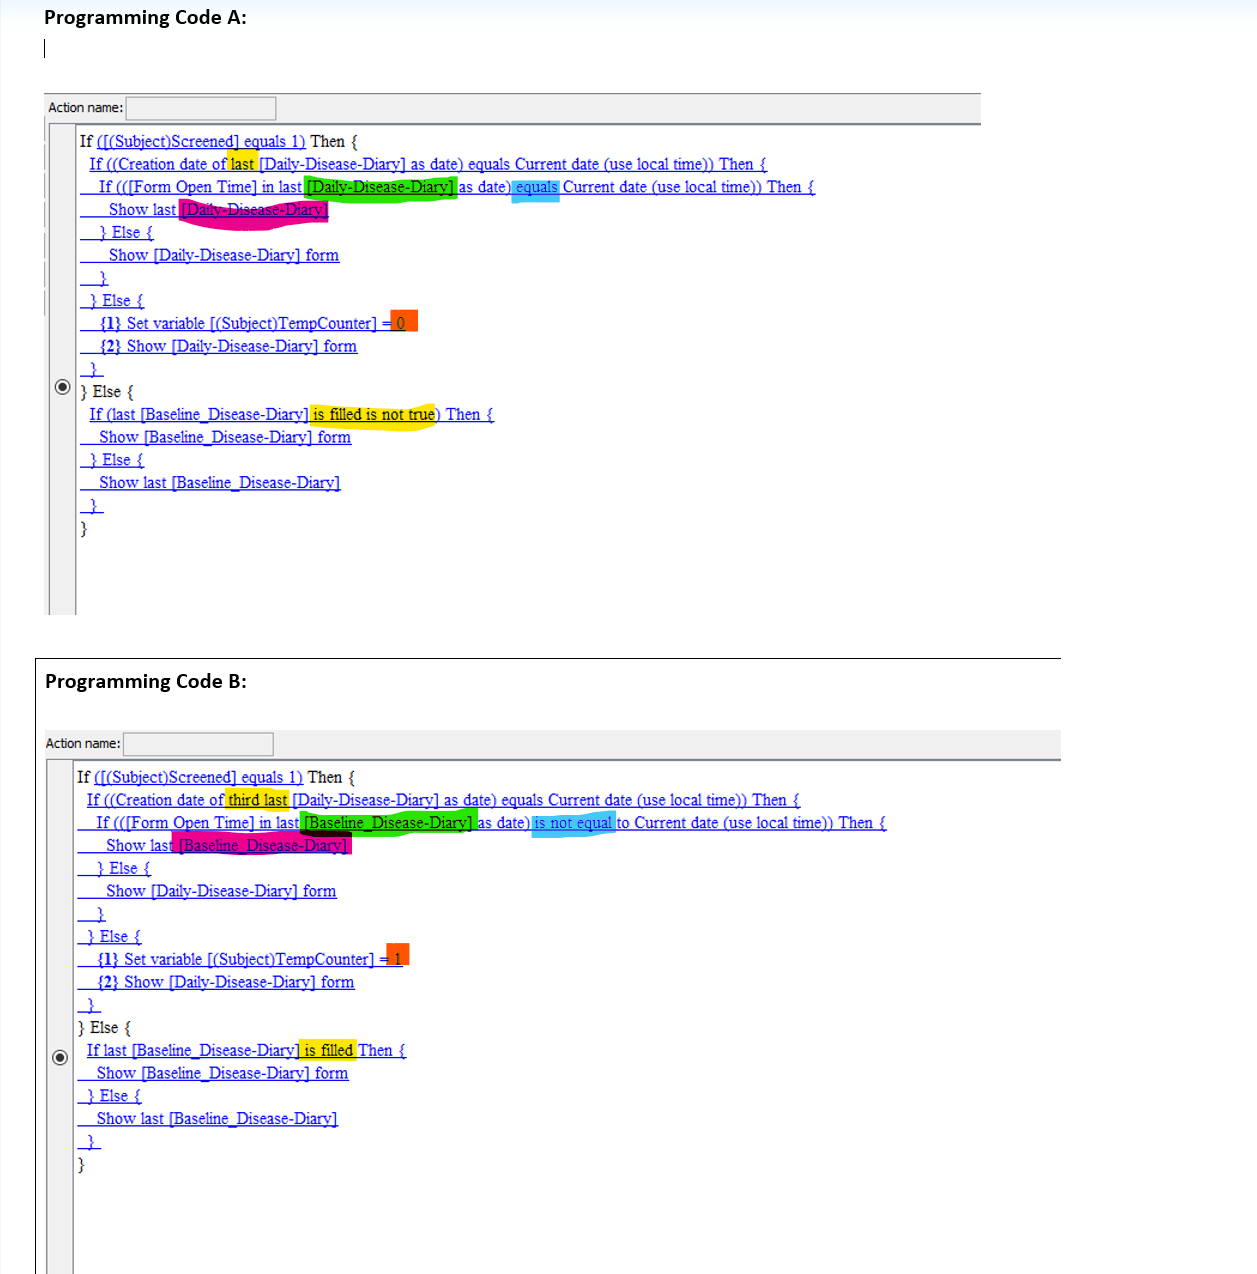 Programming Code A:
Action name:
If ([(Subject)Screened] equals 1) Then {
If ((Creation date of last [Daily-Disease-Diary] as date) equals Current date (use local time)) Then {
If (([Form Open Time] in last [Daily-Disease-Diary] as date) equals Current date (use local time)) Then {
Show last [Daily-Disease-Diary]
} Else {
Show [Daily-Disease-Diary] form
}
} Else {
{1} Set variable [(Subject)TempCounter] = 0
{2} Show [Daily-Disease-Diary] form
}
} Else {
If (last [Baseline_Disease-Diary] is filled is not true) Then {
Show [Baseline_Disease-Diary] form
} Else {
Show last [Baseline_Disease-Diary]
}
}
Programming Code B:
Action name:
If ([(Subject)Screened] equals 1) Then {
If ((Creation date of third last [Daily-Disease-Diary] as date) equals Current date (use local time)) Then {
If (([Form Open Time] in last [Baseline_Disease-Diary] as date) is not equal to Current date (use local time)) Then {
Show last [Baseline_Disease-Diary]
} Else {
Show [Daily-Disease-Diary] form
}
} Else {
{1} Set variable [(Subject)TempCounter] = 1
{2} Show [Daily-Disease-Diary] form
}
} Else {
If last [Baseline_Disease-Diary] is filled Then {
Show [Baseline_Disease-Diary] form
} Else {
Show last [Baseline_Disease-Diary]
}
}